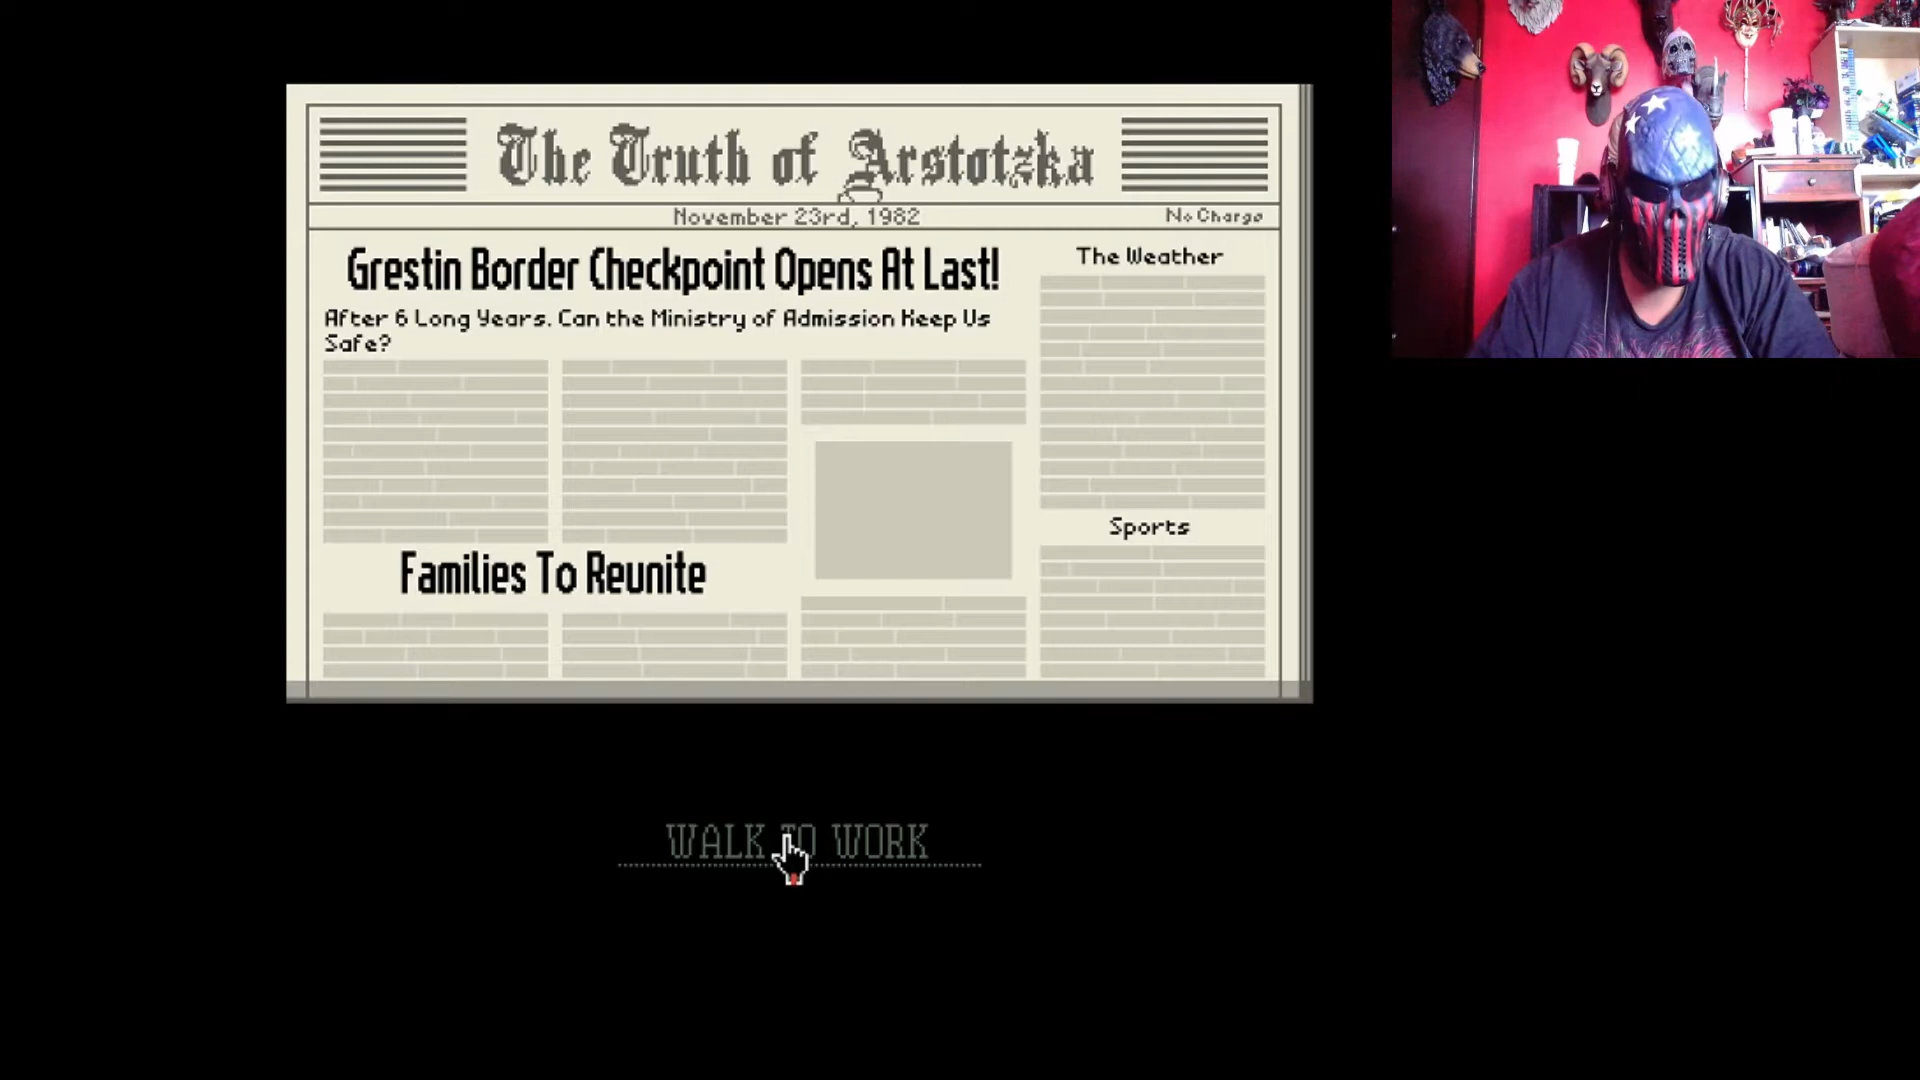 The Truth of Arstotzka
November 23rd, 1982
No Charge
Grestin Border Checkpoint Opens At Last!
After 6 Long Years. Can the Ministry of Admission Keep Us
Safe?
The Weather
Sports
Families To Reunite
WALK TO WORK